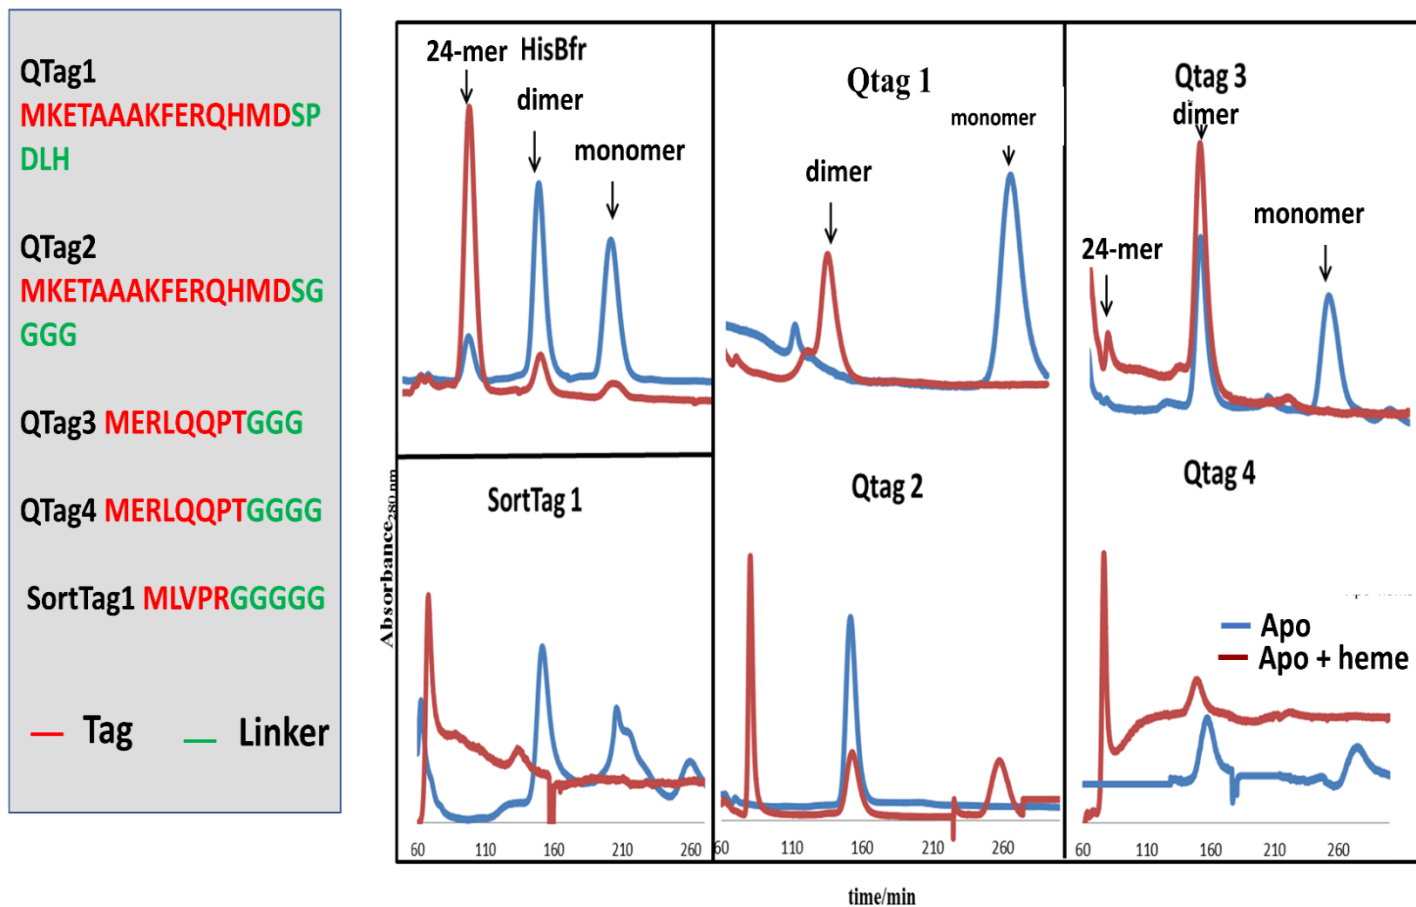 QTag1
MKETAAAKFERQHMDSP
DLH
QTag2
MKETAAAKFERQHMDSG
GGG
QTag3 MERLQQPTGGG
QTag4 MERLQQPTGGGG
SortTag1 MLVPRGGGGG
Tag Linker
24-mer HisBfr
dimer
monomer
Qtag 1
monomer
dimer
Qtag 3
dimer
monomer
24-mer
Absorbance280 nm
SortTag 1
60 110 160 210 260
Qtag 2
60 110 160 210 260
Qtag 4
Apo
Apo + heme
60 110 160 210 260
time/min